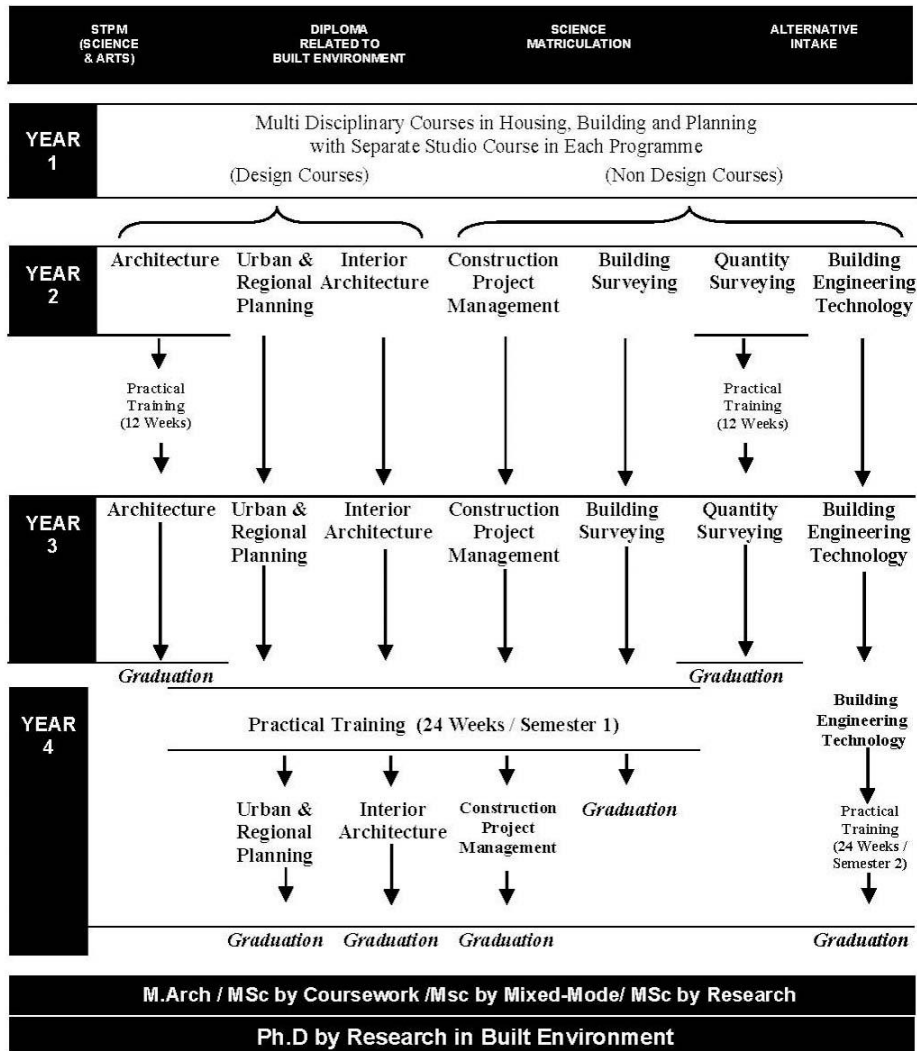 STPM
(SCIENCE
& ARTS)
DIPLOMA
RELATED TO
BUILT ENVIRONMENT
SCIENCE
MATRICULATION
ALTERNATIVE
INTAKE
YEAR
1
Multi Disciplinary Courses in Housing, Building and Planning
with Separate Studio Course in Each Programme
(Design Courses)
(Non Design Courses)
YEAR
2
Architecture
Urban &
Regional
Planning
Interior
Architecture
Construction
Project
Management
Building
Surveying
Quantity
Surveying
Building
Engineering
Technology
Practical
Training
(12 Weeks)
Practical
Training
(12 Weeks)
YEAR
3
Architecture
Urban &
Regional
Planning
Interior
Architecture
Construction
Project
Management
Building
Surveying
Quantity
Surveying
Building
Engineering
Technology
Graduation
Graduation
YEAR
4
Practical Training (24 Weeks / Semester 1)
Building
Engineering
Technology
Urban &
Regional
Planning
Interior
Architecture
Construction
Project
Management
Graduation
Practical
Training
(24 Weeks /
Semester 2)
Graduation
Graduation
Graduation
Graduation
M.Arch / MSc by Coursework /Msc by Mixed-Mode/ MSc by Research
Ph.D by Research in Built Environment